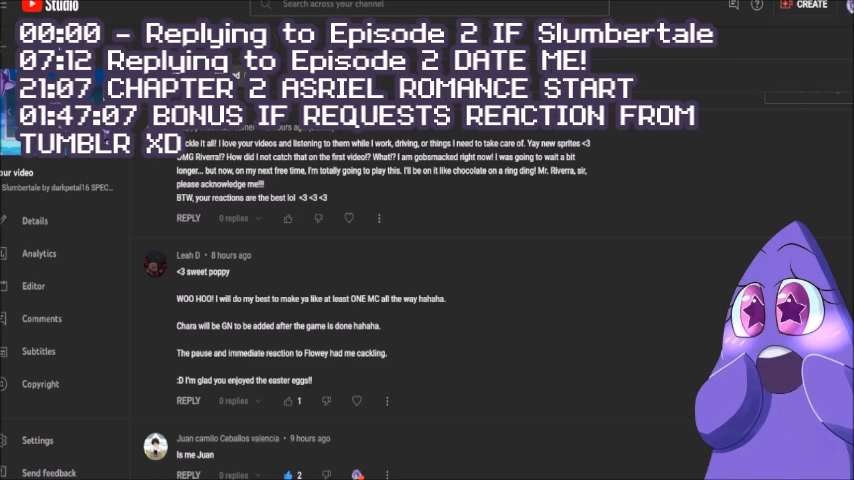 Studio
Search across your channel
CREATE
00:00 - Replying to Episode 2 IF Slumbertale
07:12 Replying to Episode 2 DATE ME!
21:07 CHAPTER 2 ASRIEL ROMANCE START
01:47:07 BONUS IF REQUESTS REACTION FROM
TUMBLR XD
ckle it all! I love your videos and listening to them while I work, driving, or things I need to take care of. Yay new sprites <3
OMG Riverra!? How did I not catch that on the first video!? What!? I am gobsmacked right now! I was going to wait a bit
longer... but now, on my next free time, I'm totally going to play this. I'll be on it like chocolate on a ring ding! Mr. Riverra, sir,
please acknowledge me!!!
BTW, your reactions are the best lol <3 <3 <3
REPLY 0 replies
our video
Slumbertale by darkpetal16 SPEC...
Details
Analytics
Editor
Comments
Subtitles
Copyright
Settings
Send feedback
Leah D • 8 hours ago
<3 sweet poppy
WOO HOO! I will do my best to make ya like at least ONE MC all the way hahaha.
Chara will be GN to be added after the game is done hahaha.
The pause and immediate reaction to Flowey had me cackling.
:D I'm glad you enjoyed the easter eggs!!
REPLY 0 replies 1
Juan camilo Ceballos valencia • 9 hours ago
Is me Juan
REPLY 0 replies 2